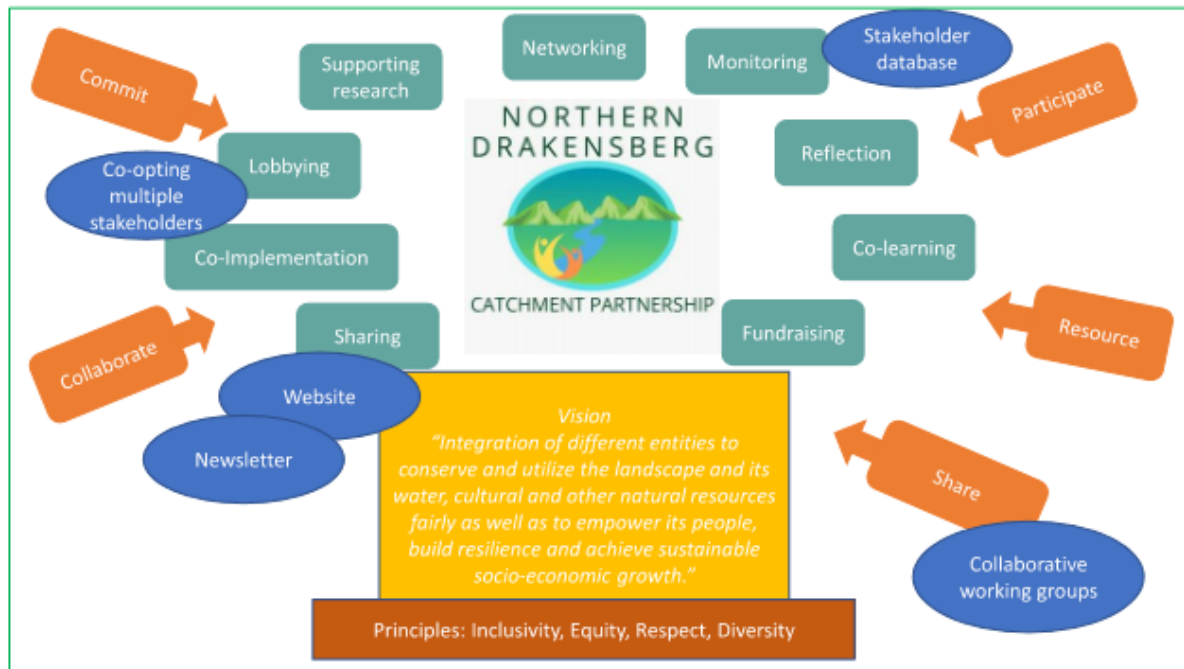 Networking
Stakeholder
database
Monitoring
Commit
Supporting
research
Participate
NORTHERN
DRAKENSBERG
Lobbying
Reflection
Co-opting
multiple
stakeholders
Co-Implementation
Co-learning
CATCHMENT PARTNERSHIP
Sharing
Fundraising
Resource
Collaborate
Website
Newsletter
Vision
"Integration of different entities to
conserve and utilize the landscape and its
water, cultural and other natural resources
fairly as well as to empower its people,
build resilience and achieve sustainable
socio-economic growth."
Share
Collaborative
working groups
Principles: Inclusivity, Equity, Respect, Diversity